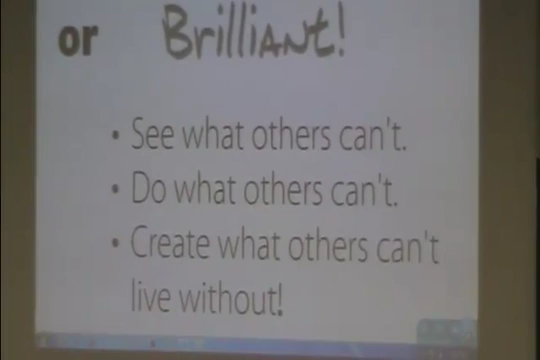 or Brilliant!
• See what others can't.
• Do what others can't.
• Create what others can't
live without!